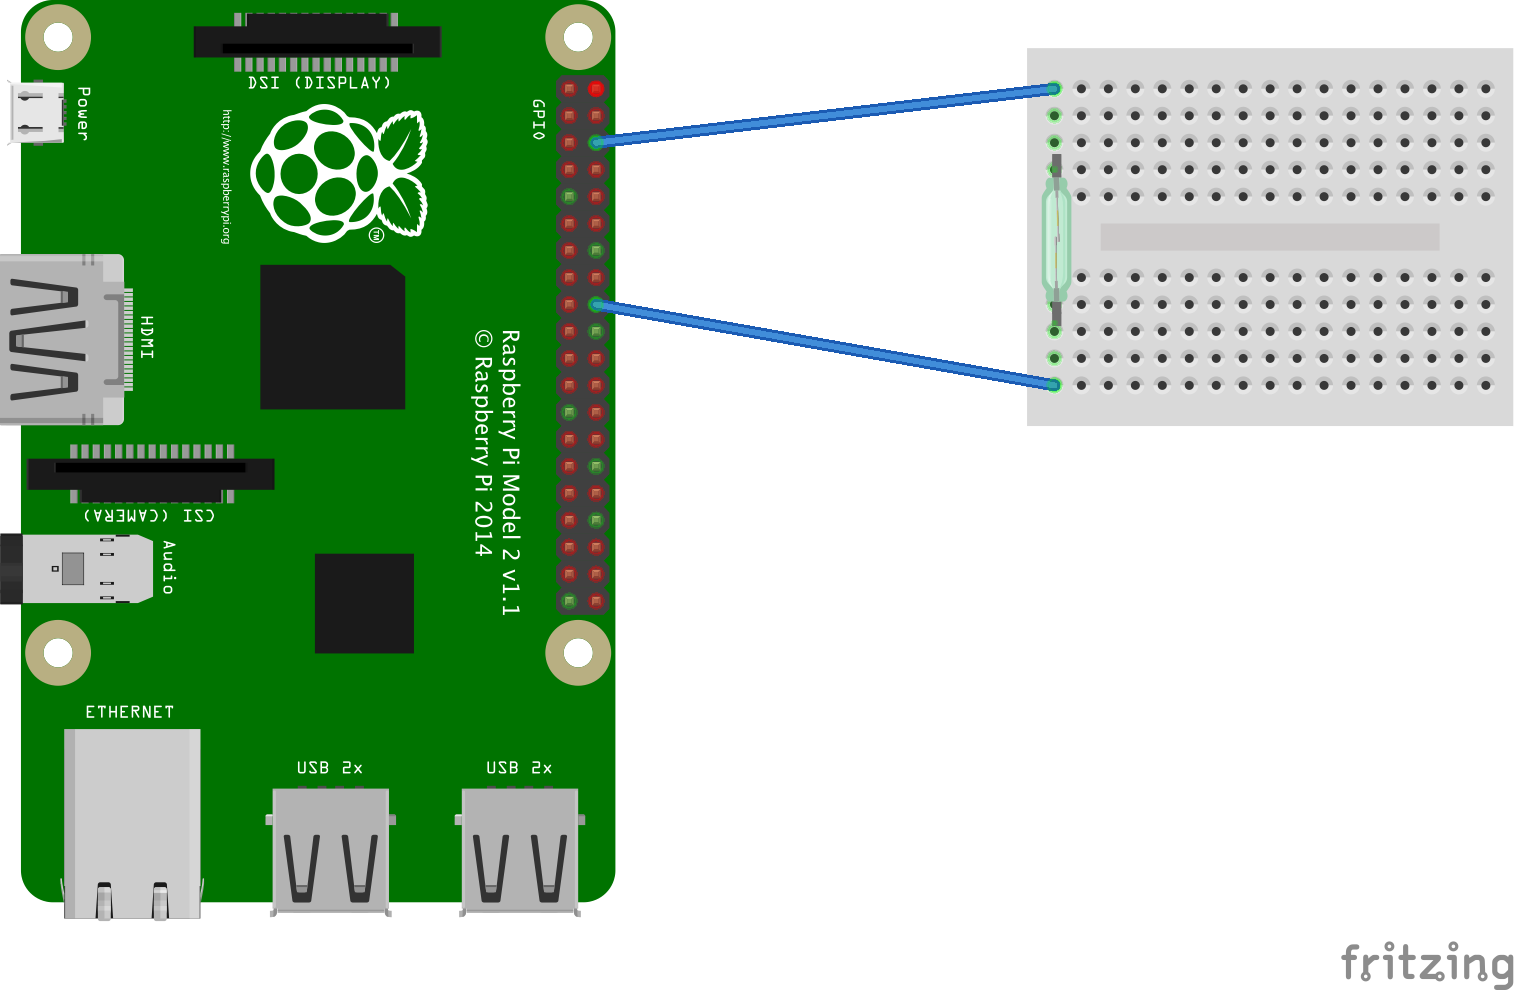 DSI (DISPLAY)
Power
GPIO
http://www.raspberrypi.org
TM
HDMI
Raspberry Pi Model 2 v1.1
© Raspberry Pi 2014
CSI (CAMERA)
Audio
ETHERNET
USB 2x
USB 2x
fritzing